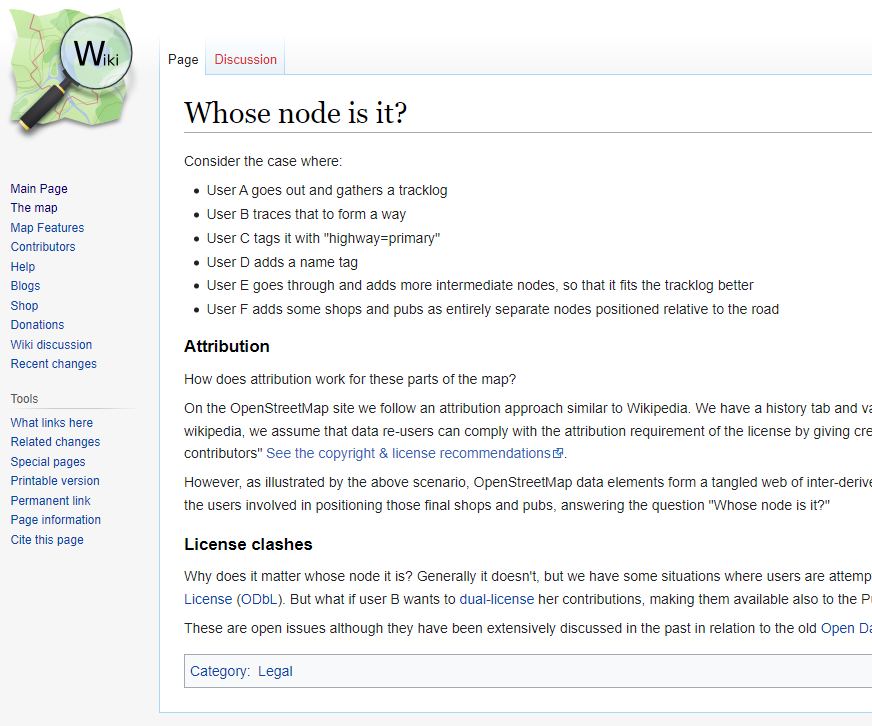 Wiki
Page
Discussion
Whose node is it?
Consider the case where:
User A goes out and gathers a tracklog
User B traces that to form a way
User C tags it with "highway=primary"
User D adds a name tag
User E goes through and adds more intermediate nodes, so that it fits the tracklog better
User F adds some shops and pubs as entirely separate nodes positioned relative to the road
Attribution
How does attribution work for these parts of the map?
On the OpenStreetMap site we follow an attribution approach similar to Wikipedia. We have a history tab and
wikipedia, we assume that data re-users can comply with the attribution requirement of the license by giving
contributors" See the copyright & license recommendations.
However, as illustrated by the above scenario, OpenStreetMap data elements form a tangled web of
the users involved in positioning those final shops and pubs, answering the question "Whose node is it?"
License clashes
Why does it matter whose node it is? Generally it doesn't, but we have some situations where users are
License (ODbL). But what if user B wants to dual-license her contributions, making them available also to the
These are open issues although they have been extensively discussed in the past in relation to the old Open
Category: Legal
Main Page
The map
Map Features
Contributors
Help
Blogs
Shop
Donations
Wiki discussion
Recent changes
Tools
What links here
Related changes
Special pages
Printable version
Permanent link
Page information
Cite this page